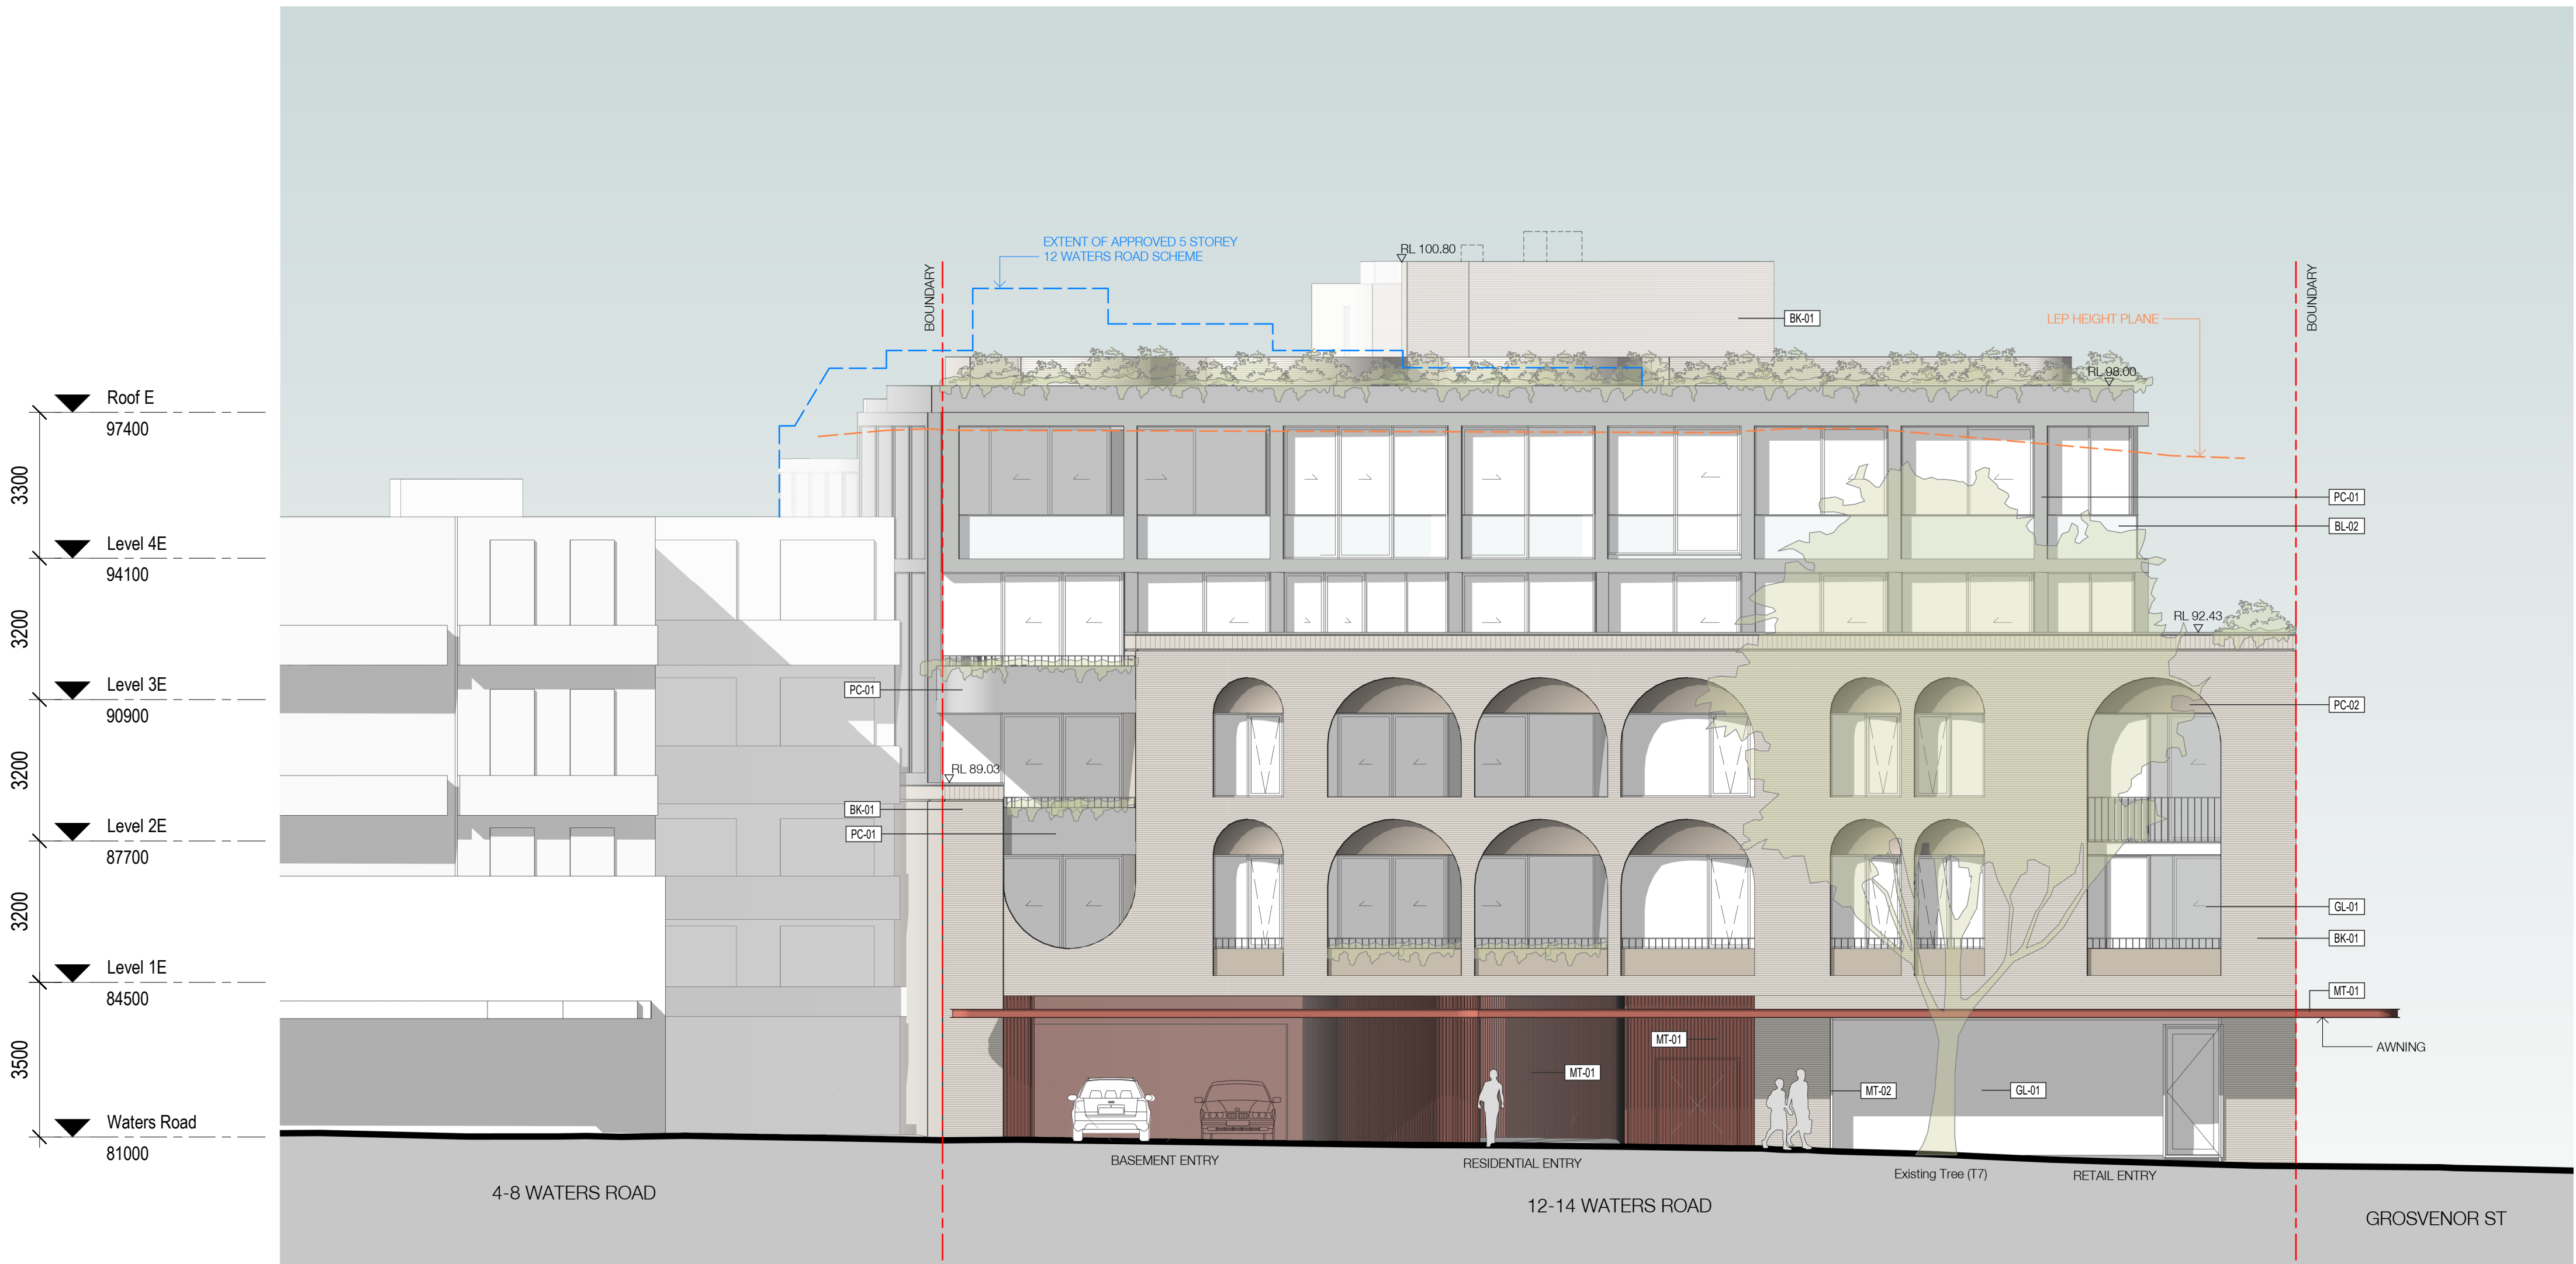 EXTENT OF APPROVED 5 STOREY
12 WATERS ROAD SCHEME
RL 100.80
BOUNDARY
BOUNDARY
BK-01
LEP HEIGHT PLANE
RL 98.00
Roof E
97400
3300
PC-01
BL-02
Level 4E
94100
3200
RL 92.43
Level 3E
90900
PC-01
PC-02
3200
RL 89.03
BK-01
PC-01
Level 2E
87700
3200
GL-01
BK-01
Level 1E
84500
MT-01
3500
MT-01
AWNING
MT-01
MT-02
GL-01
Waters Road
81000
BASEMENT ENTRY
RESIDENTIAL ENTRY
Existing Tree (T7)
RETAIL ENTRY
4-8 WATERS ROAD
12-14 WATERS ROAD
GROSVENOR ST